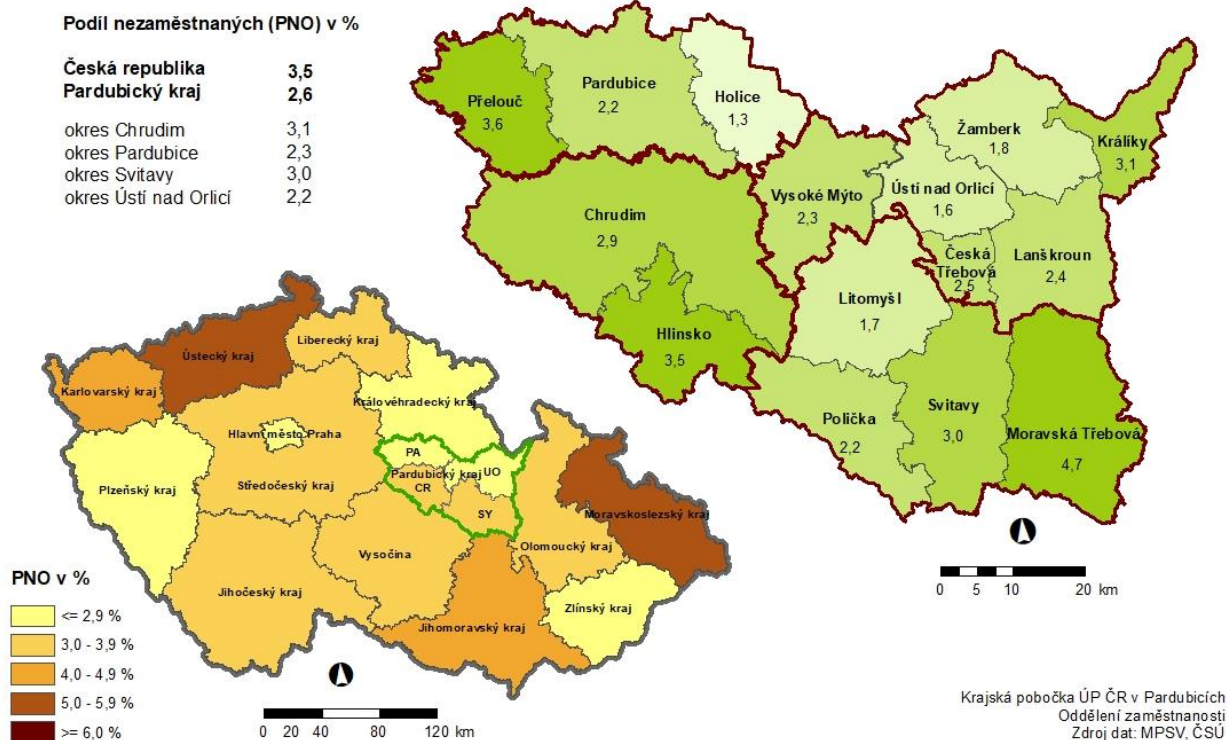 Podíl nezaměstnaných (PNO) v %
Česká republika 3,5
Pardubický kraj 2,6
okres Chrudim 3,1
okres Pardubice 2,3
okres Svitavy 3,0
okres Ústí nad Orlicí 2,2
Přelouč
3,6
Pardubice
2,2
Holice
1,3
Žamberk
1,8
Králíky
3,1
Vysoké Mýto
2,3
Ústí nad Orlicí
1,6
Chrudim
2,9
Česká
Třebová
2,5
Lanškroun
2,4
Litomyšl
1,7
Hlinsko
3,5
Polička
2,2
Svitavy
3,0
Moravská Třebová
4,7
0 5 10 20 km
Ústecký kraj
Liberecký kraj
Karlovarský kraj
Královéhradecký kraj
Hlavní město Praha
PA
UO
Pardubický kraj
CR
SY
Plzeňský kraj
Středočeský kraj
Moravskoslezský kraj
Vysočina
Olomoucký kraj
Jihočeský kraj
Zlínský kraj
Jihomoravský kraj
PNO v %
<= 2,9 %
3,0 - 3,9 %
4,0 - 4,9 %
5,0 - 5,9 %
>= 6,0 %
0 20 40 80 120 km
Krajská pobočka ÚP ČR v Pardubicích
Oddělení zaměstnanosti
Zdroj dat: MPSV, ČSÚ